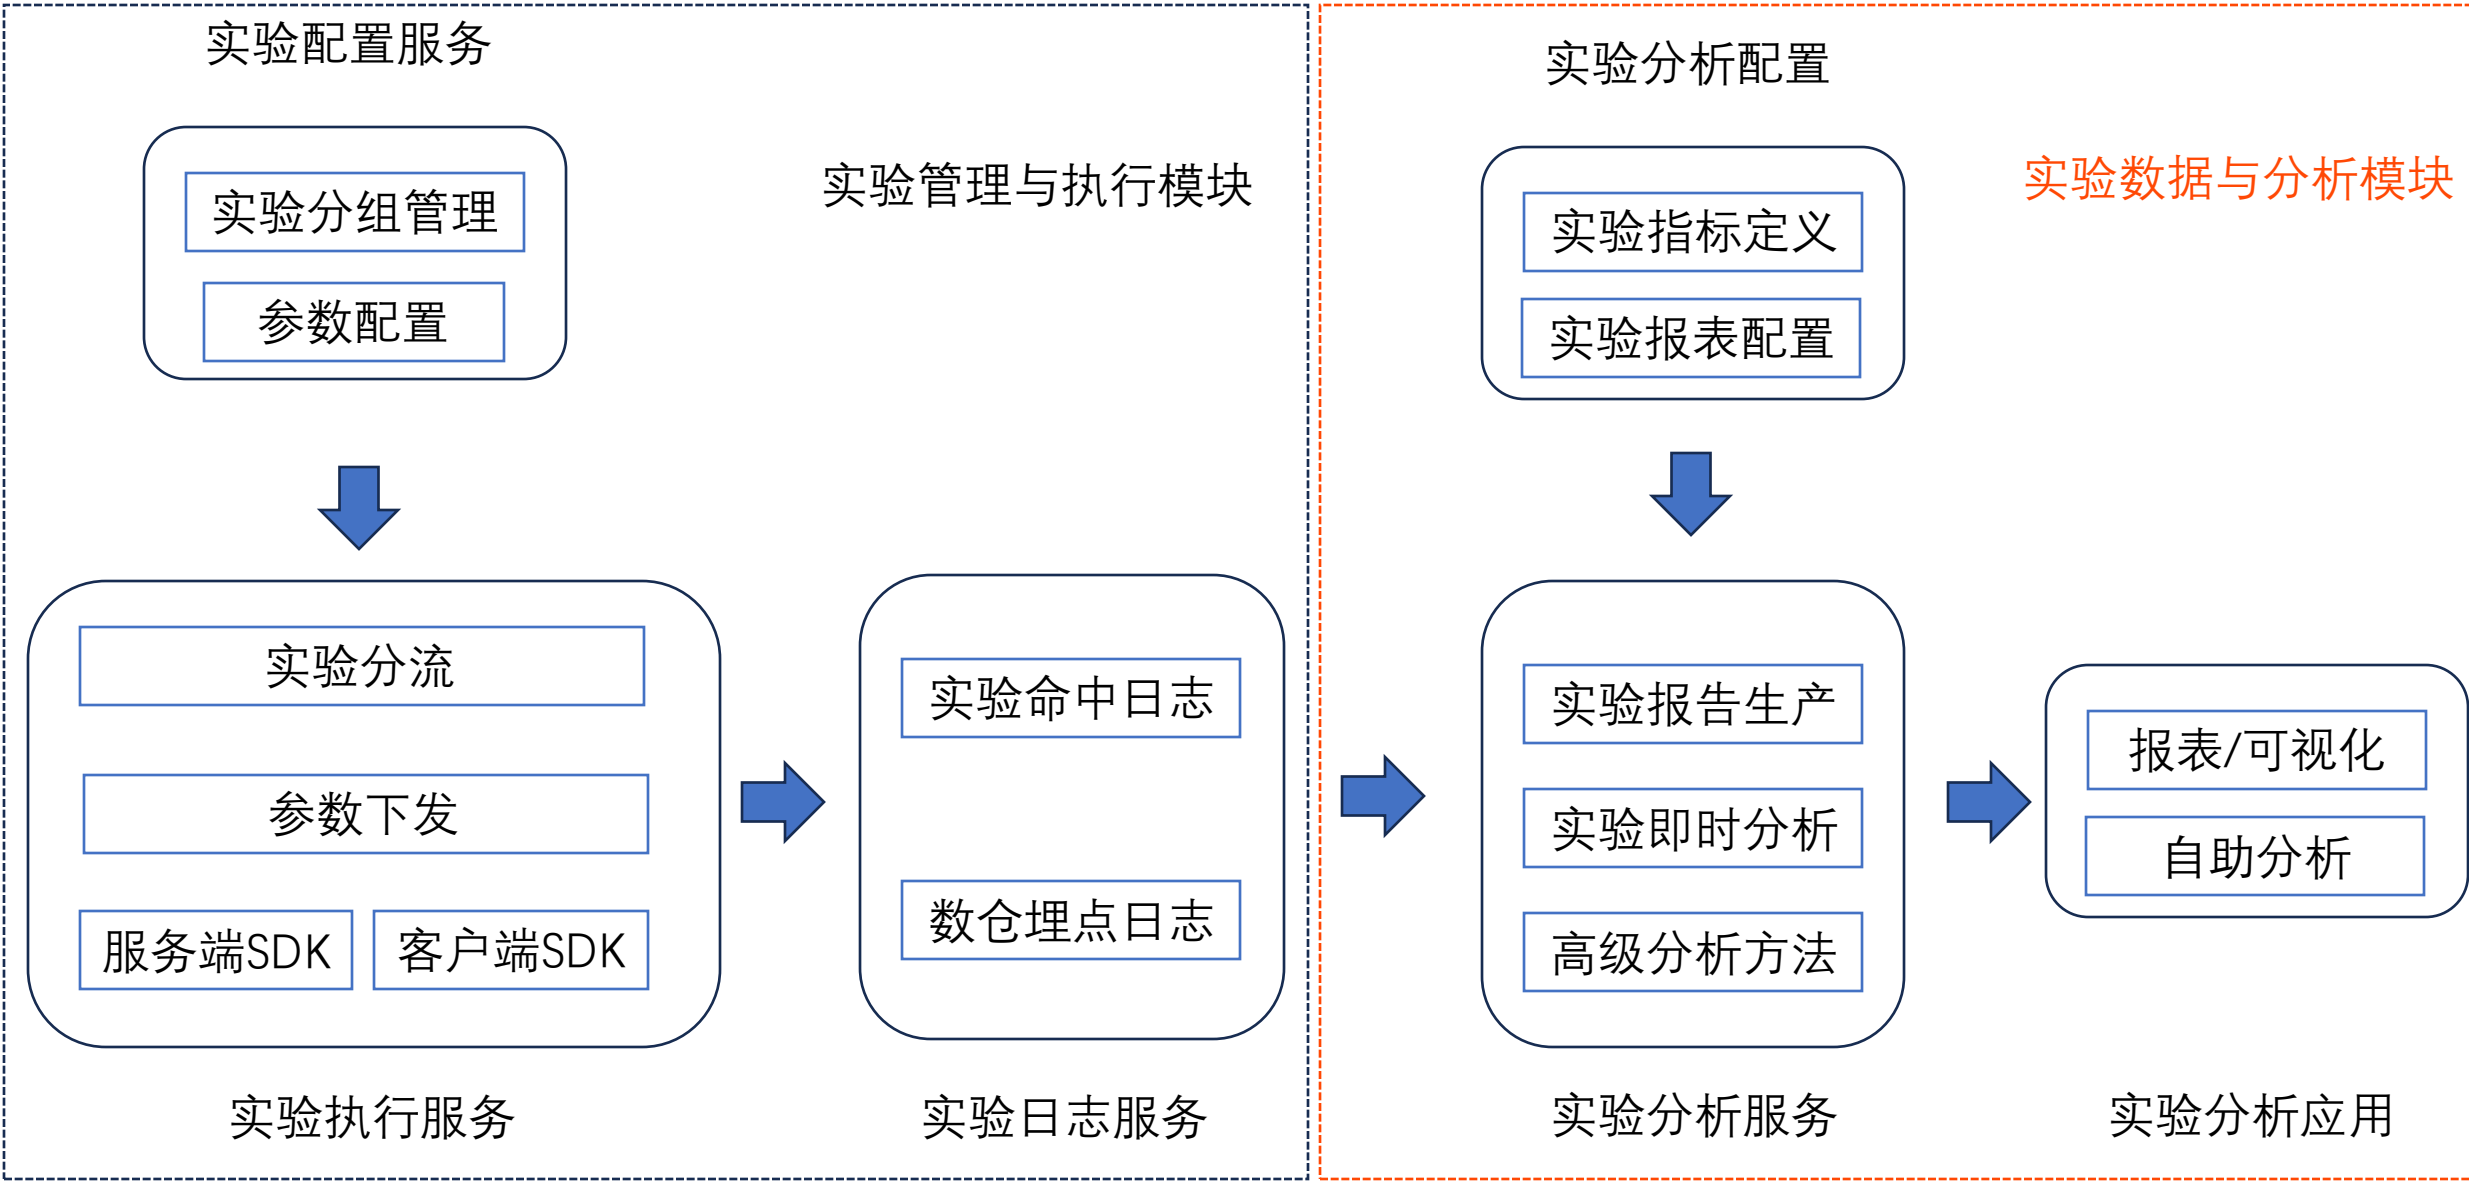 实验配置服务
实验分组管理
参数配置
实验管理与执行模块
实验分流
参数下发
服务端SDK
客户端SDK
实验执行服务
实验命中日志
数仓埋点日志
实验日志服务
实验分析配置
实验指标定义
实验报表配置
实验数据与分析模块
实验报告生产
实验即时分析
高级分析方法
实验分析服务
报表/可视化
自助分析
实验分析应用